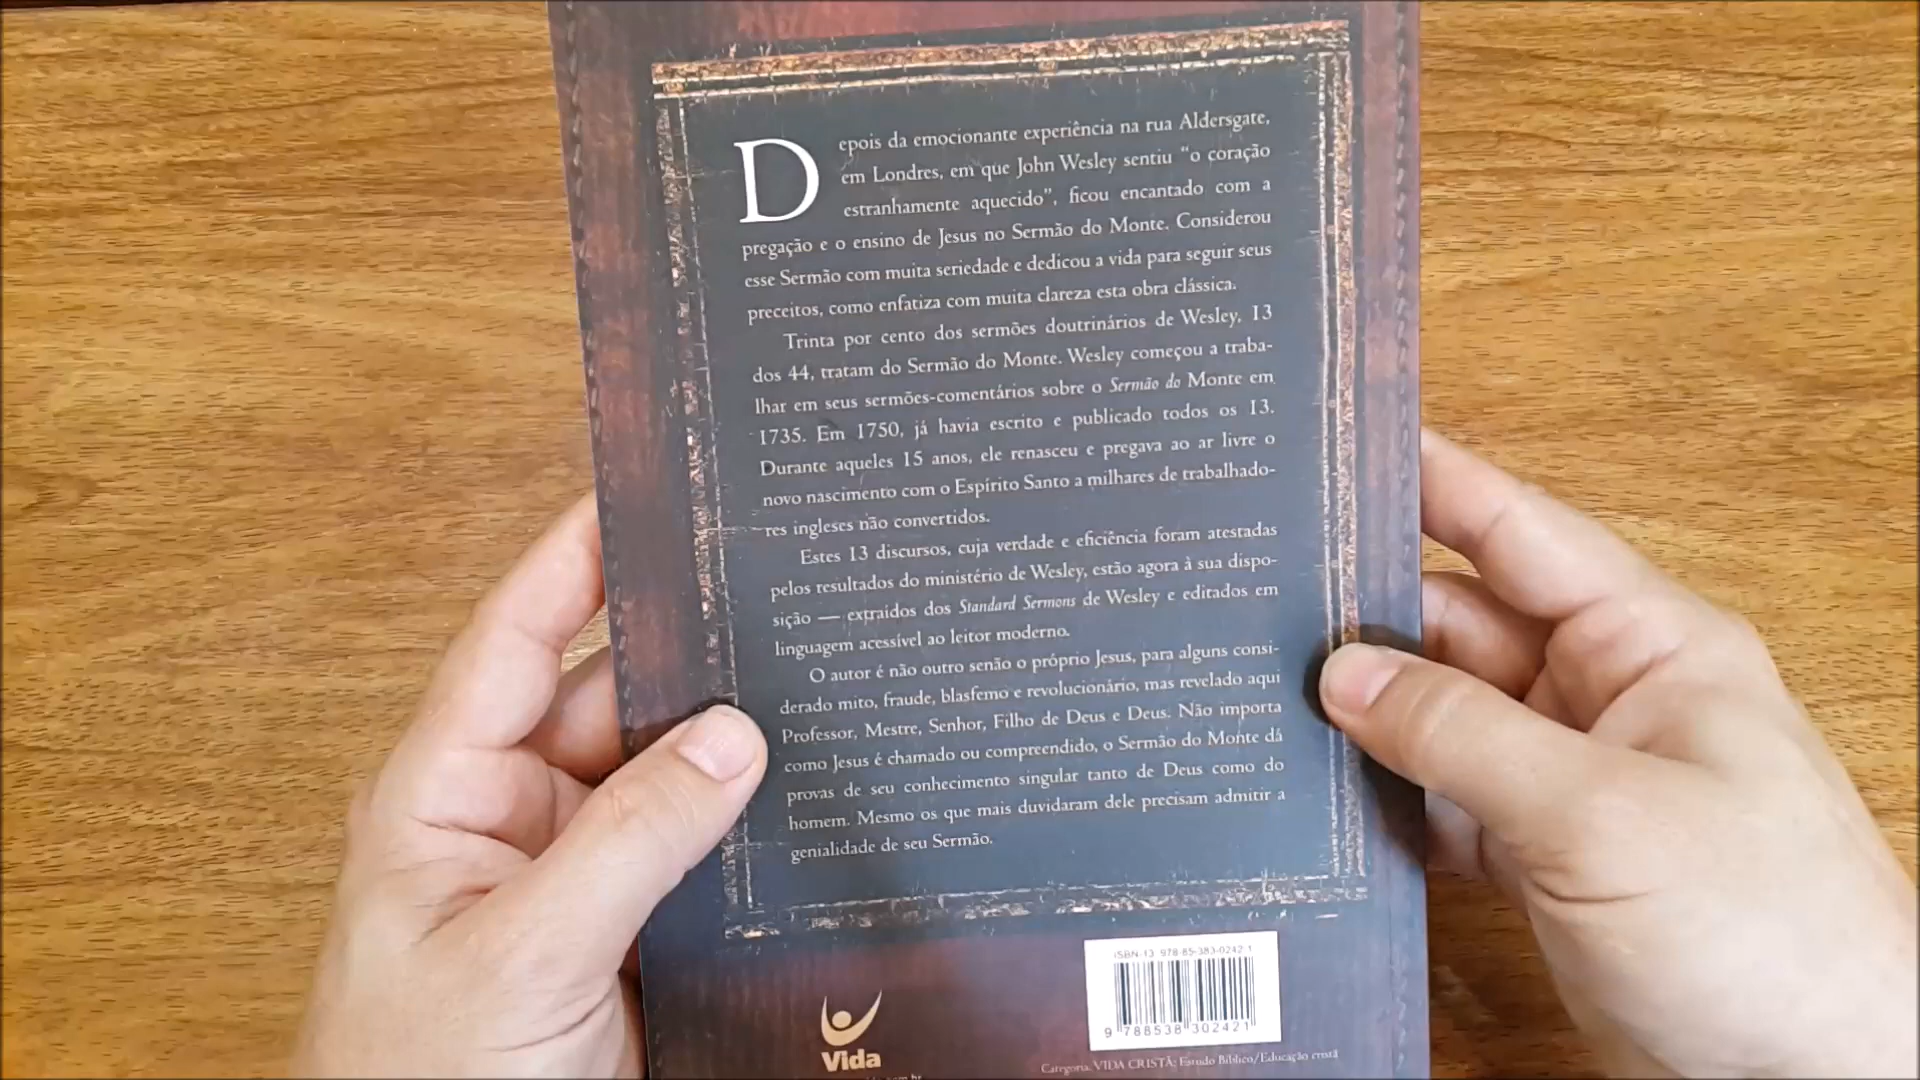 Depois da emocionante experiência na rua Aldersgate,
em Londres, em que John Wesley sentiu “o coração
estranhamente aquecido”, ficou encantado com a
pregação e o ensino de Jesus no Sermão do Monte. Considerou
esse Sermão com muita seriedade e dedicou a vida para seguir seus
preceitos, como enfatiza com muita clareza esta obra clássica.
Trinta por cento dos sermões doutrinários de Wesley, 13
dos 44, tratam do Sermão do Monte. Wesley começou a traba-
lhar em seus sermões-comentários sobre o Sermão do Monte em
1735. Em 1750, já havia escrito e publicado todos os 13.
Durante aqueles 15 anos, ele renasceu e pregava ao ar livre o
novo nascimento com o Espírito Santo a milhares de trabalhado-
res ingleses não convertidos.
Estes 13 discursos, cuja verdade e eficiência foram atestadas
pelos resultados do ministério de Wesley, estão agora à sua dispo-
sição — extraídos dos Standard Sermons de Wesley e editados em
linguagem acessível ao leitor moderno.
O autor é não outro senão o próprio Jesus, para alguns consi-
derado mito, fraude, blasfemo e revolucionário, mas revelado aqui
Professor, Mestre, Senhor, Filho de Deus e Deus. Não importa
como Jesus é chamado ou compreendido, o Sermão do Monte dá
provas de seu conhecimento singular tanto de Deus como do
homem. Mesmo os que mais duvidaram dele precisam admitir a
genialidade de seu Sermão.
ISBN-13 978-85-383-0242-1
9 788538 302421
Vida
Categoria: VIDA CRISTÃ: Estudo Bíblico/Educação cristã